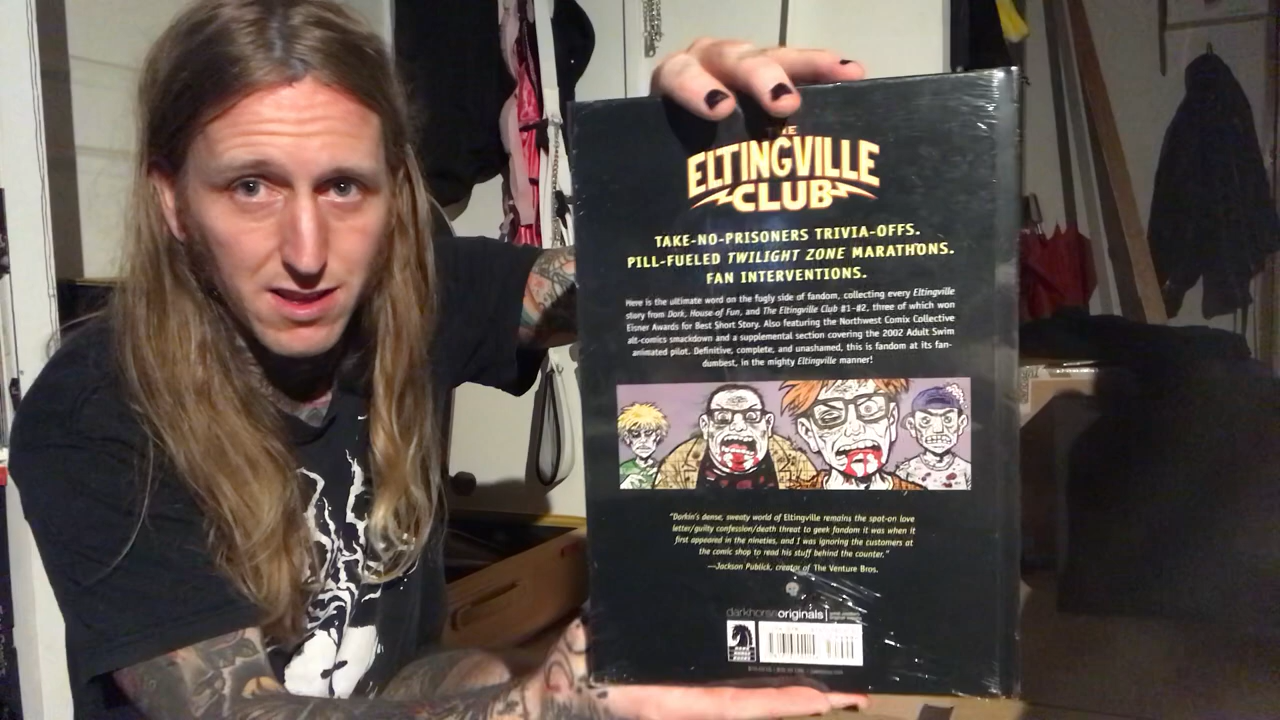 THE
ELTINGVILLE
CLUB
TAKE-NO-PRISONERS TRIVIA-OFFS.
PILL-FUELED TWILIGHT ZONE MARATHONS.
FAN INTERVENTIONS.
Here is the ultimate word on the fugly side of fandom, collecting every Eltingville
story from Dork, House of Fun, and The Eltingville Club #1–#2, three of which won
Eisner Awards for Best Short Story. Also featuring the Northwest Comix Collective
alt-comics smackdown and a supplemental section covering the 2002 Adult Swim
animated pilot. Definitive, complete, and unashamed, this is fandom at its fan-
dumbest, in the mighty Eltingville manner!
"Dorkin's dense, sweaty world of Eltingville remains the spot-on love
letter/guilty confession/death threat to geek fandom it was when it
first appeared in the nineties, and I was ignoring the customers at
the comic shop to read his stuff behind the counter."
—Jackson Publick, creator of The Venture Bros.
darkhorseoriginals
DARK
HORSE
BOOKS